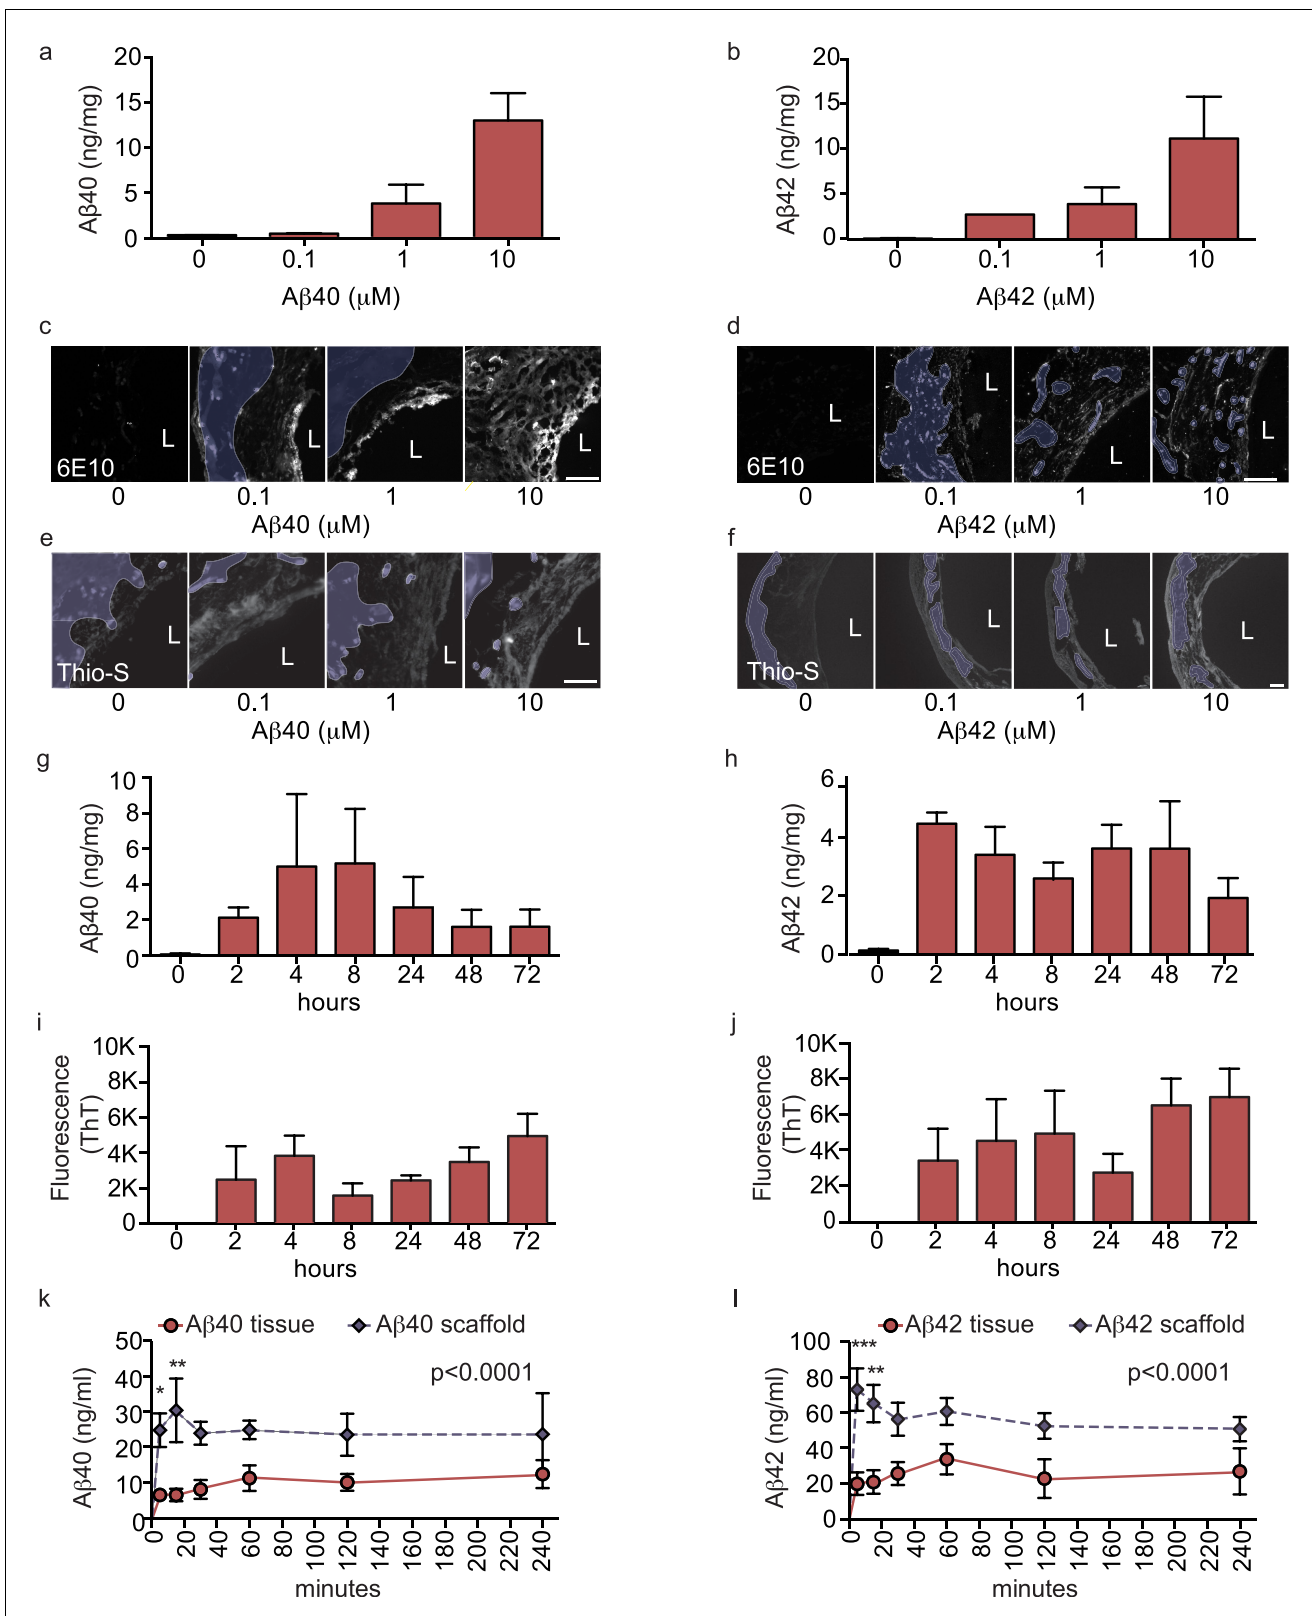 a
20
15
10
5
0
Aβ40 (ng/mg)
0 0.1 1 10
Aβ40 (μM)
b
20
15
10
5
0
Aβ42 (ng/mg)
0 0.1 1 10
Aβ42 (μM)
c
L L L L
6E10
0 0.1 1 10
Aβ40 (μM)
d
L L L L
6E10
0 0.1 1 10
Aβ42 (μM)
e
L L L L
Thio-S
0 0.1 1 10
Aβ40 (μM)
f
L L L L
Thio-S
0 0.1 1 10
Aβ42 (μM)
g
10
8
6
4
2
0
Aβ40 (ng/mg)
0 2 4 8 24 48 72
hours
h
6
4
2
0
Aβ42 (ng/mg)
0 2 4 8 24 48 72
hours
i
10K
8K
6K
4K
2K
0
Fluorescence
(ThT)
0 2 4 8 24 48 72
hours
j
10K
8K
6K
4K
2K
0
Fluorescence
(ThT)
0 2 4 8 24 48 72
hours
k
Aβ40 tissue Aβ40 scaffold
50
40
30
20
10
0
Aβ40 (ng/ml)
* **
p<0.0001
0 20 40 60 80 100 120 140 160 180 200 220 240
minutes
l
Aβ42 tissue Aβ42 scaffold
100
80
60
40
20
0
Aβ42 (ng/ml)
*** **
p<0.0001
0 20 40 60 80 100 120 140 160 180 200 220 240
minutes